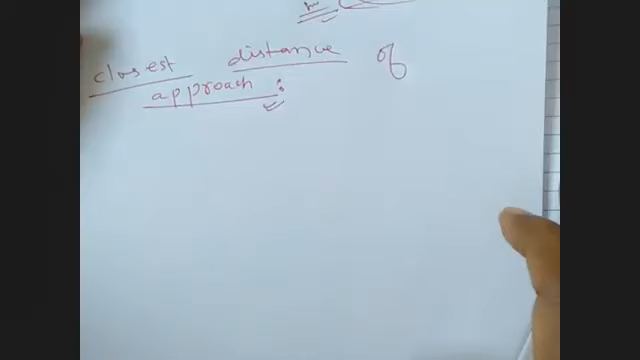 closest distance of
approach :